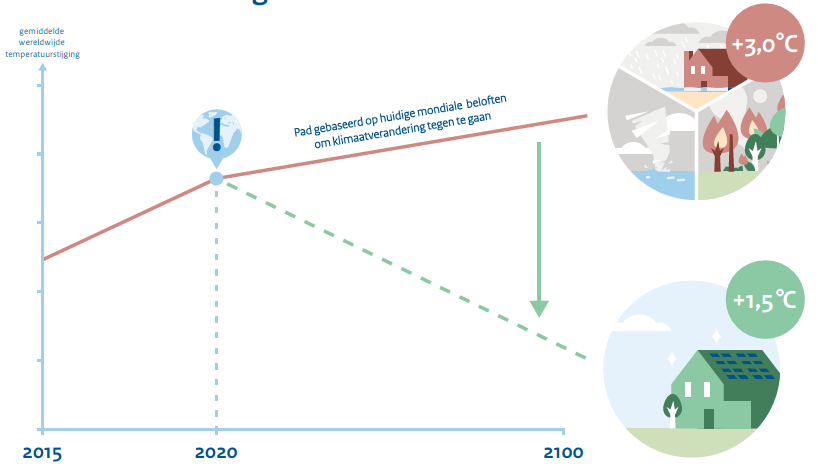 gemiddelde
wereldwijde
temperatuurstijging
!
Pad gebaseerd op huidige mondiale beloften
om klimaatverandering tegen te gaan
+3,0°C
+1,5°C
2015
2020
2100